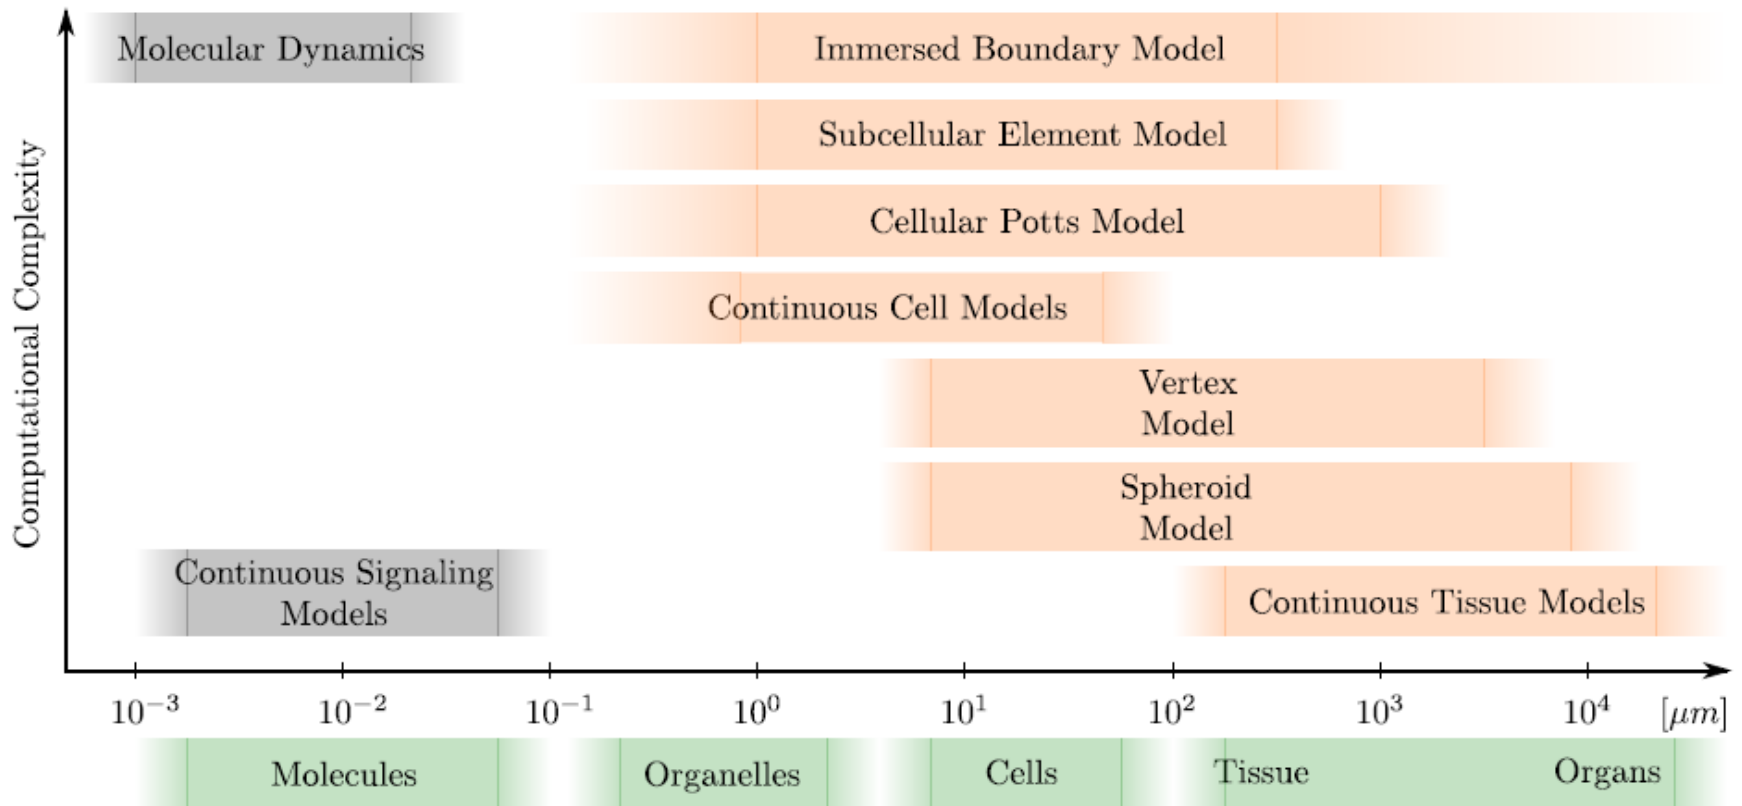 Molecular Dynamics
Immersed Boundary Model
Subcellular Element Model
Cellular Potts Model
Continuous Cell Models
Vertex
Model
Spheroid
Model
Continuous Signaling
Models
Continuous Tissue Models
Computational Complexity
10⁻³ 10⁻² 10⁻¹ 10⁰ 10¹ 10² 10³ 10⁴ [μm]
Molecules Organelles Cells Tissue Organs